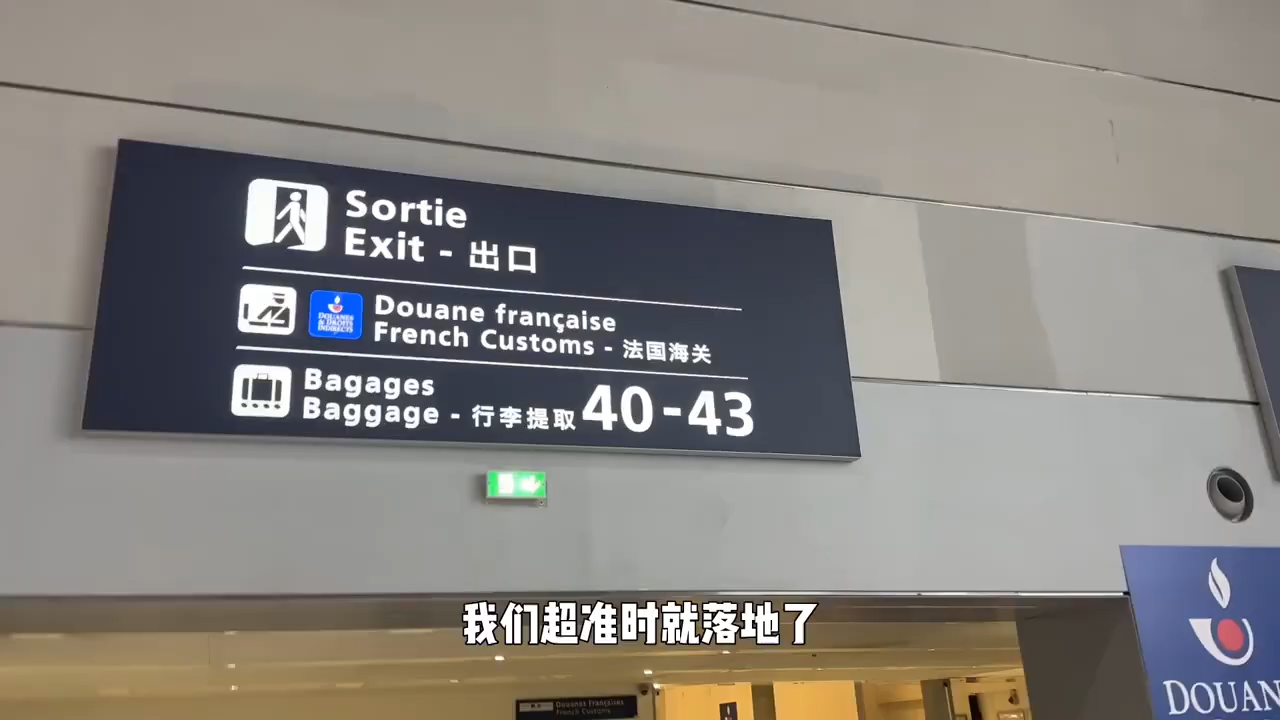 Sortie
Exit - 出口
DOUANES
& DROITS
INDIRECTS
Douane française
French Customs - 法国海关
Bagages
Baggage - 行李提取 40-43
我们超准时就落地了
DOUAN
Douanes Françaises
French Customs